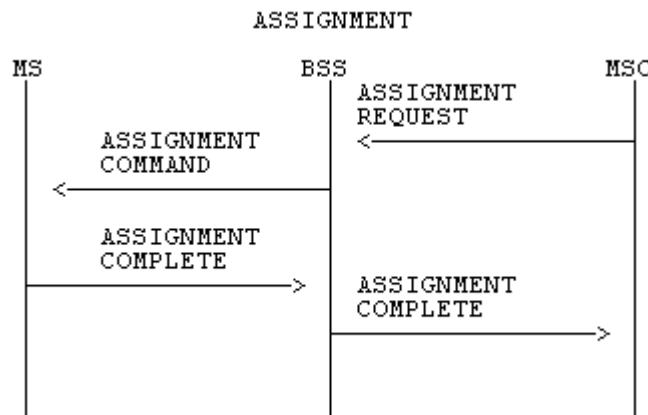 ASSIGNMENT
MS BSS MSC
ASSIGNMENT
REQUEST
ASSIGNMENT
COMMAND
ASSIGNMENT
COMPLETE
ASSIGNMENT
COMPLETE